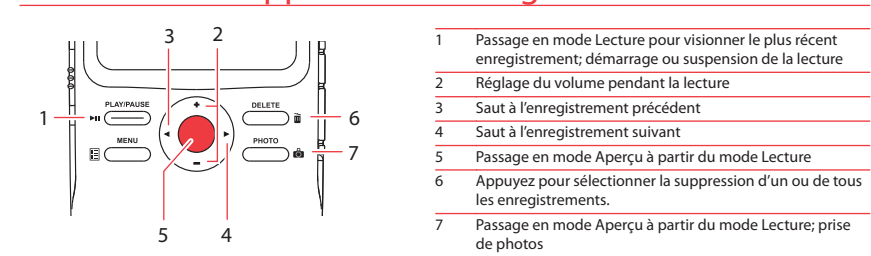 3 2
1 PLAY/PAUSE DELETE 6
MENU PHOTO 7
5 4
1 Passage en mode Lecture pour visionner le plus récent
enregistrement; démarrage ou suspension de la lecture
2 Réglage du volume pendant la lecture
3 Saut à l'enregistrement précédent
4 Saut à l'enregistrement suivant
5 Passage en mode Aperçu à partir du mode Lecture
6 Appuyez pour sélectionner la suppression d'un ou de tous
les enregistrements.
7 Passage en mode Aperçu à partir du mode Lecture; prise
de photos